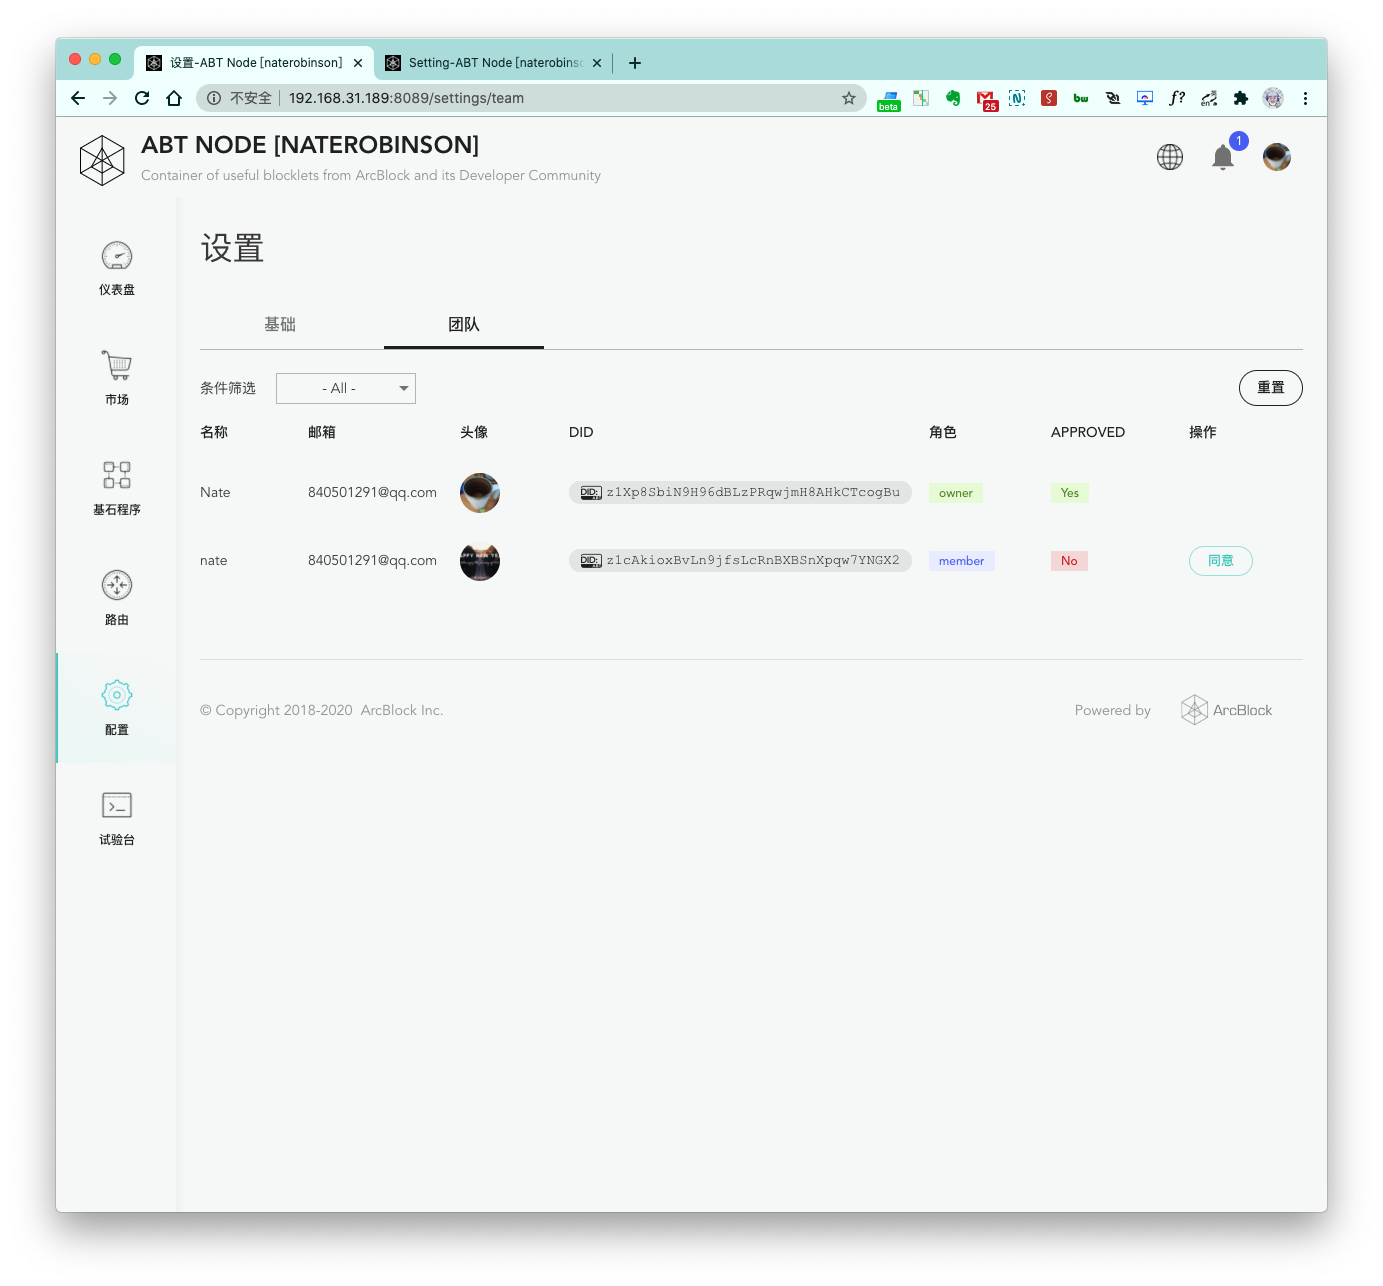 设置-ABT Node [naterobinson]
Setting-ABT Node [naterobins
不安全 192.168.31.189:8089/settings/team
beta
25
bw
f?
en
ABT NODE [NATEROBINSON]
Container of useful blocklets from ArcBlock and its Developer Community
1
仪表盘
市场
基石程序
路由
配置
试验台
设置
基础 团队
条件筛选 - All - 重置
名称 邮箱 头像 DID 角色 APPROVED 操作
Nate 840501291@qq.com DID: z1Xp8SbiN9H96dBLzPRqwjmH8AHkCTcogBu owner Yes
nate 840501291@qq.com DID: z1cAkioxBvLn9jfsLcRnBXBSnXpqw7YNGX2 member No 同意
© Copyright 2018-2020 ArcBlock Inc. Powered by ArcBlock